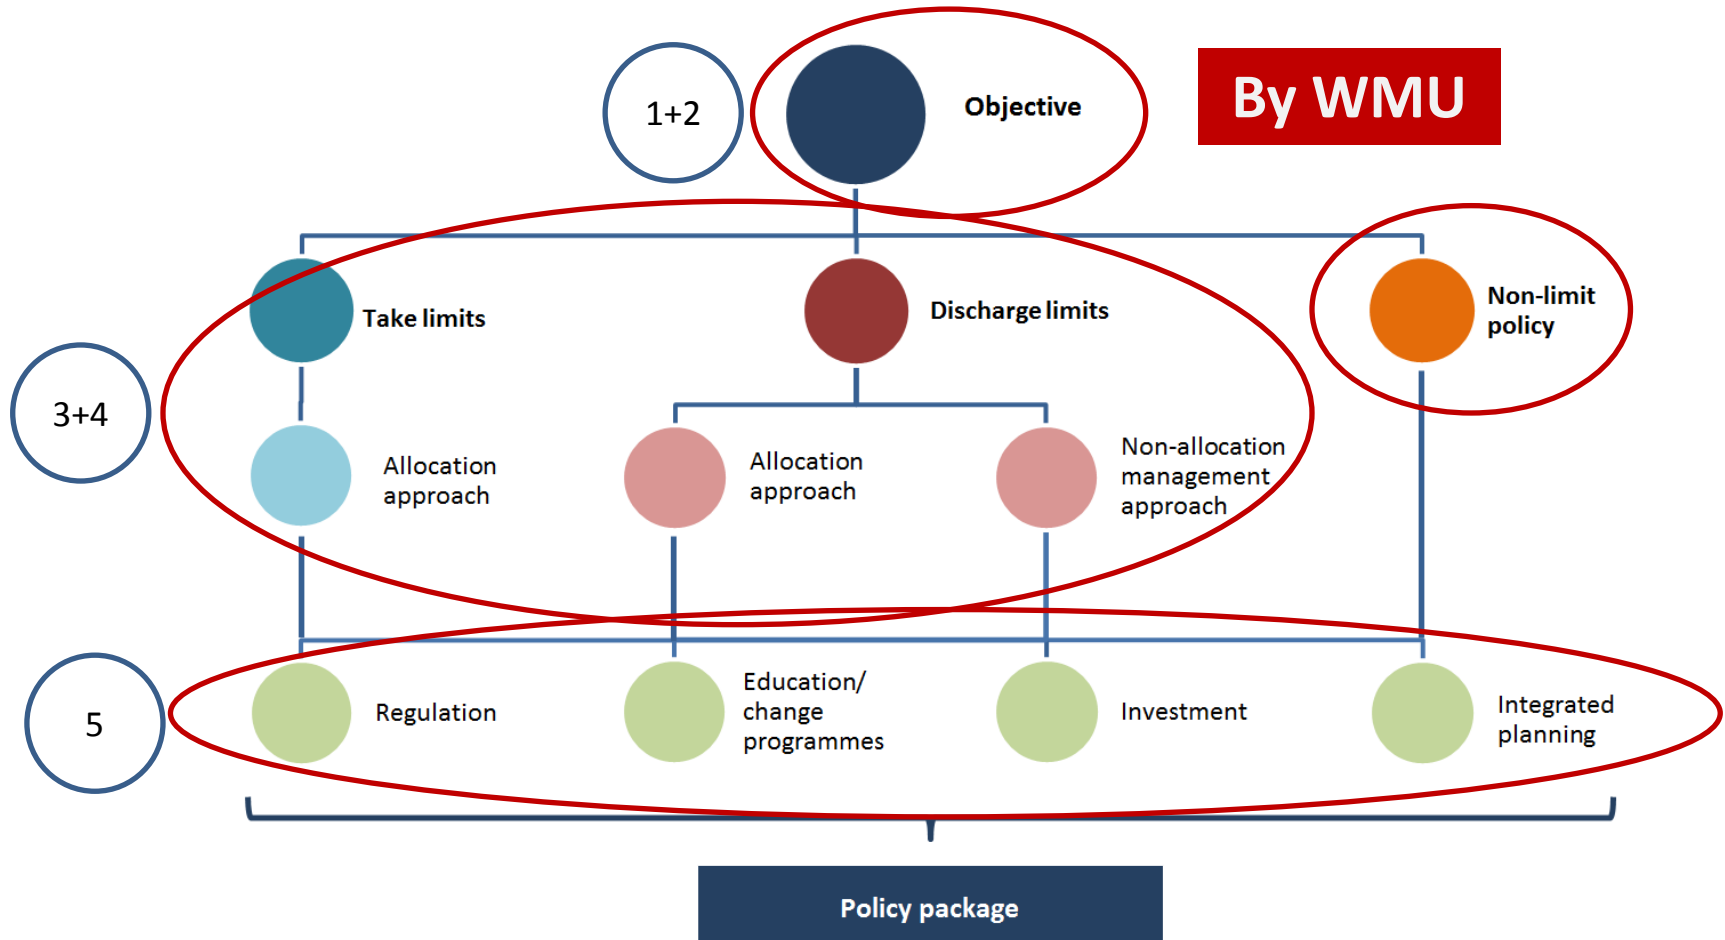 1+2
Objective
By WMU
Take limits
Discharge limits
Non-limit
policy
3+4
Allocation
approach
Allocation
approach
Non-allocation
management
approach
5
Regulation
Education/
change
programmes
Investment
Integrated
planning
Policy package